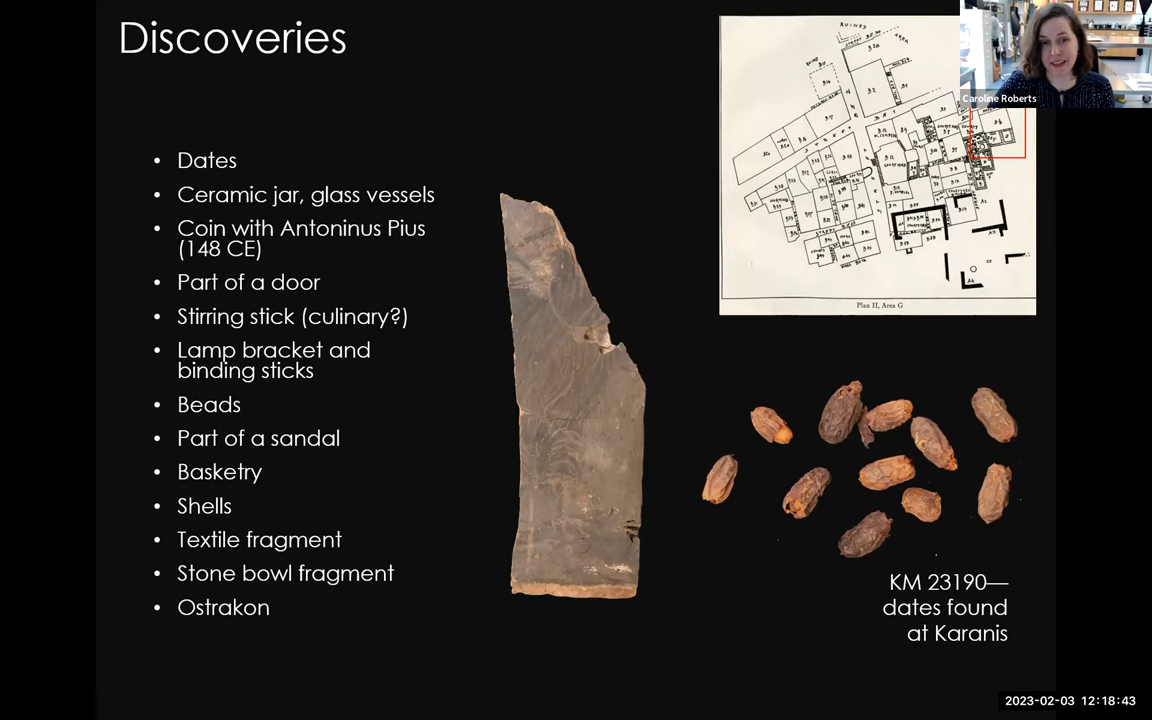 Discoveries
• Dates
• Ceramic jar, glass vessels
• Coin with Antoninus Pius
(148 CE)
• Part of a door
• Stirring stick (culinary?)
• Lamp bracket and
binding sticks
• Beads
• Part of a sandal
• Basketry
• Shells
• Textile fragment
• Stone bowl fragment
• Ostrakon
Caroline Roberts
Plan II, Area G
KM 23190—
dates found
at Karanis
2023-02-03 12:18:43